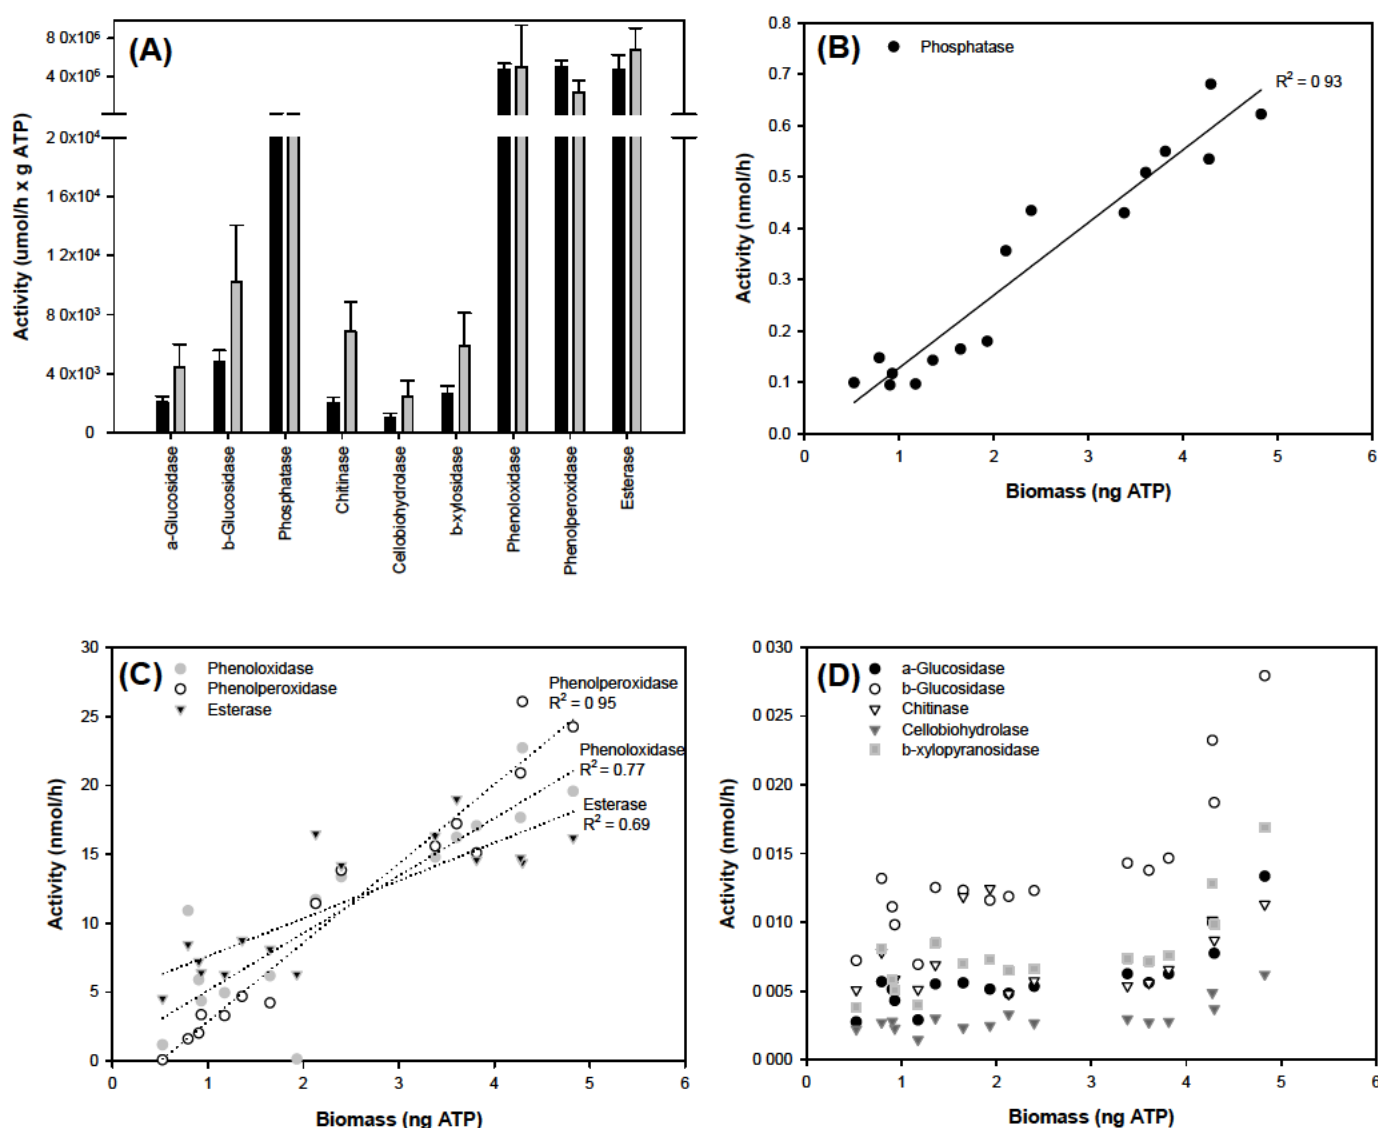 (A)
Activity (umol/h x g ATP)
8 0x10⁶
4 0x10⁶
2 0x10⁴
1 6x10⁴
1 2x10⁴
8 0x10³
4 0x10³
0
a-Glucosidase
b-Glucosidase
Phosphatase
Chitinase
Cellobiohydrolase
b-xylosidase
Phenoloxidase
Phenolperoxidase
Esterase
(B)
Phosphatase
R² = 0 93
Activity (nmol/h)
0.8
0.7
0.6
0.5
0.4
0.3
0.2
0.1
0.0
0 1 2 3 4 5 6
Biomass (ng ATP)
(C)
Phenoloxidase
Phenolperoxidase
Esterase
Phenolperoxidase
R² = 0 95
Phenoloxidase
R² = 0.77
Esterase
R² = 0.69
Activity (nmol/h)
30
25
20
15
10
5
0
0 1 2 3 4 5 6
Biomass (ng ATP)
(D)
a-Glucosidase
b-Glucosidase
Chitinase
Cellobiohydrolase
b-xylopyranosidase
Activity (nmol/h)
0 030
0 025
0 020
0 015
0 010
0 005
0 000
0 1 2 3 4 5 6
Biomass (ng ATP)